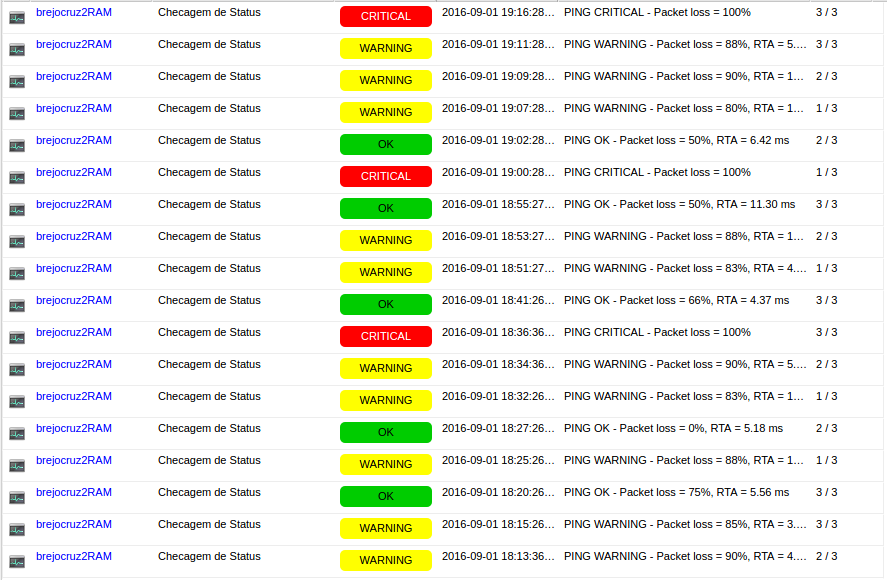 brejocruz2RAM Checagem de Status CRITICAL 2016-09-01 19:16:28... PING CRITICAL - Packet loss = 100% 3 / 3
brejocruz2RAM Checagem de Status WARNING 2016-09-01 19:11:28... PING WARNING - Packet loss = 88%, RTA = 5.... 3 / 3
brejocruz2RAM Checagem de Status WARNING 2016-09-01 19:09:28... PING WARNING - Packet loss = 90%, RTA = 1... 2 / 3
brejocruz2RAM Checagem de Status WARNING 2016-09-01 19:07:28... PING WARNING - Packet loss = 80%, RTA = 1... 1 / 3
brejocruz2RAM Checagem de Status OK 2016-09-01 19:02:28... PING OK - Packet loss = 50%, RTA = 6.42 ms 2 / 3
brejocruz2RAM Checagem de Status CRITICAL 2016-09-01 19:00:28... PING CRITICAL - Packet loss = 100% 1 / 3
brejocruz2RAM Checagem de Status OK 2016-09-01 18:55:27... PING OK - Packet loss = 50%, RTA = 11.30 ms 3 / 3
brejocruz2RAM Checagem de Status WARNING 2016-09-01 18:53:27... PING WARNING - Packet loss = 88%, RTA = 1... 2 / 3
brejocruz2RAM Checagem de Status WARNING 2016-09-01 18:51:27... PING WARNING - Packet loss = 83%, RTA = 4.... 1 / 3
brejocruz2RAM Checagem de Status OK 2016-09-01 18:41:26... PING OK - Packet loss = 66%, RTA = 4.37 ms 3 / 3
brejocruz2RAM Checagem de Status CRITICAL 2016-09-01 18:36:36... PING CRITICAL - Packet loss = 100% 3 / 3
brejocruz2RAM Checagem de Status WARNING 2016-09-01 18:34:36... PING WARNING - Packet loss = 90%, RTA = 5.... 2 / 3
brejocruz2RAM Checagem de Status WARNING 2016-09-01 18:32:26... PING WARNING - Packet loss = 83%, RTA = 1... 1 / 3
brejocruz2RAM Checagem de Status OK 2016-09-01 18:27:26... PING OK - Packet loss = 0%, RTA = 5.18 ms 2 / 3
brejocruz2RAM Checagem de Status WARNING 2016-09-01 18:25:26... PING WARNING - Packet loss = 88%, RTA = 1... 1 / 3
brejocruz2RAM Checagem de Status OK 2016-09-01 18:20:26... PING OK - Packet loss = 75%, RTA = 5.56 ms 3 / 3
brejocruz2RAM Checagem de Status WARNING 2016-09-01 18:15:26... PING WARNING - Packet loss = 85%, RTA = 3.... 3 / 3
brejocruz2RAM Checagem de Status WARNING 2016-09-01 18:13:36... PING WARNING - Packet loss = 90%, RTA = 4.... 2 / 3